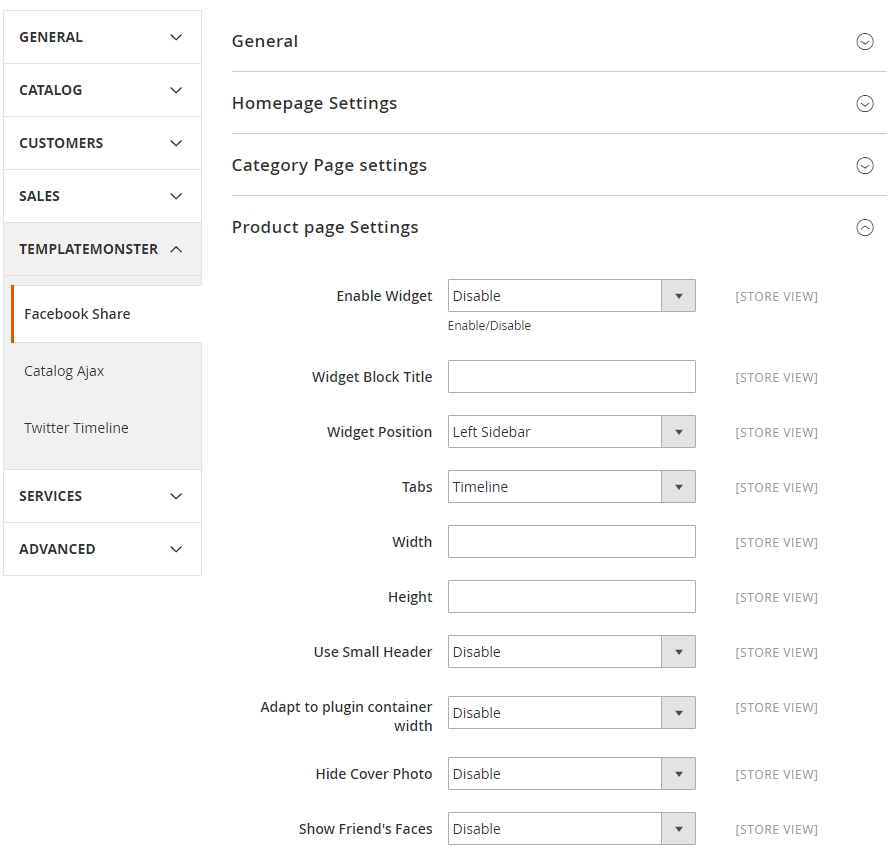 GENERAL
CATALOG
CUSTOMERS
SALES
TEMPLATEMONSTER
Facebook Share
Catalog Ajax
Twitter Timeline
SERVICES
ADVANCED
General
Homepage Settings
Category Page settings
Product page Settings
Enable Widget Disable [STORE VIEW]
Enable/Disable
Widget Block Title [STORE VIEW]
Widget Position Left Sidebar [STORE VIEW]
Tabs Timeline [STORE VIEW]
Width [STORE VIEW]
Height [STORE VIEW]
Use Small Header Disable [STORE VIEW]
Adapt to plugin container
width Disable [STORE VIEW]
Hide Cover Photo Disable [STORE VIEW]
Show Friend's Faces Disable [STORE VIEW]